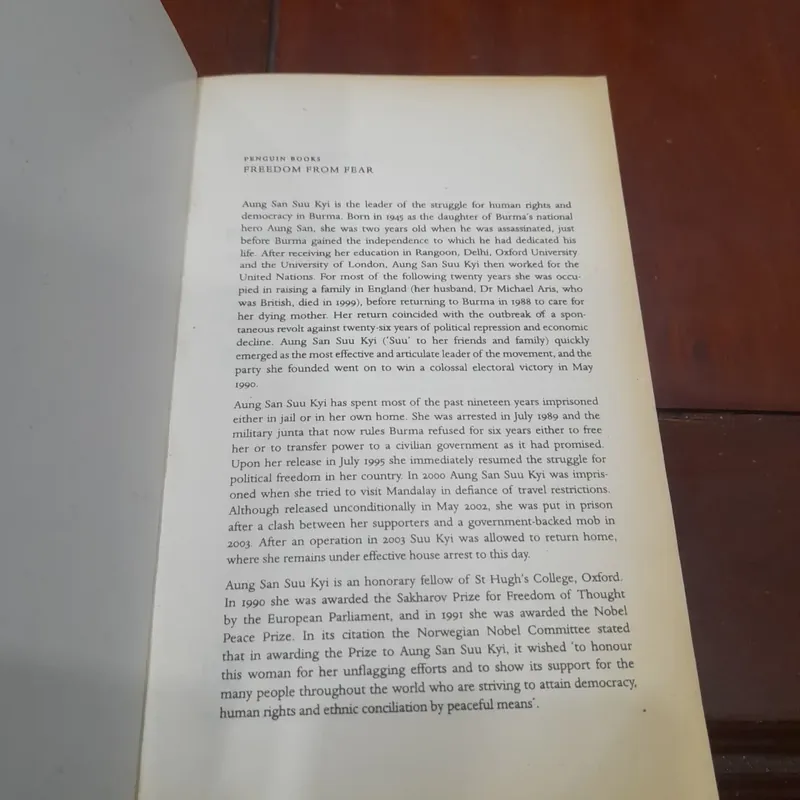 PENGUIN BOOKS
FREEDOM FROM FEAR
Aung San Suu Kyi is the leader of the struggle for human rights and
democracy in Burma. Born in 1945 as the daughter of Burma's national
hero Aung San, she was two years old when he was assassinated, just
before Burma gained the independence to which he had dedicated his
life. After receiving her education in Rangoon, Delhi, Oxford University
and the University of London, Aung San Suu Kyi then worked for the
United Nations. For most of the following twenty years she was occu-
pied in raising a family in England (her husband, Dr Michael Aris, who
was British, died in 1999), before returning to Burma in 1988 to care for
her dying mother. Her return coincided with the outbreak of a spon-
taneous revolt against twenty-six years of political repression and economic
decline. Aung San Suu Kyi ('Suu' to her friends and family) quickly
emerged as the most effective and articulate leader of the movement, and the
party she founded went on to win a colossal electoral victory in May
1990.
Aung San Suu Kyi has spent most of the past nineteen years imprisoned
either in jail or in her own home. She was arrested in July 1989 and the
military junta that now rules Burma refused for six years either to free
her or to transfer power to a civilian government as it had promised.
Upon her release in July 1995 she immediately resumed the struggle for
political freedom in her country. In 2000 Aung San Suu Kyi was impris-
oned when she tried to visit Mandalay in defiance of travel restrictions.
Although released unconditionally in May 2002, she was put in prison
after a clash between her supporters and a government-backed mob in
2003. After an operation in 2003 Suu Kyi was allowed to return home,
where she remains under effective house arrest to this day.
Aung San Suu Kyi is an honorary fellow of St Hugh's College, Oxford.
In 1990 she was awarded the Sakharov Prize for Freedom of Thought
by the European Parliament, and in 1991 she was awarded the Nobel
Peace Prize. In its citation the Norwegian Nobel Committee stated
that in awarding the Prize to Aung San Suu Kyi, it wished 'to honour
this woman for her unflagging efforts and to show its support for the
many people throughout the world who are striving to attain democracy,
human rights and ethnic conciliation by peaceful means'.